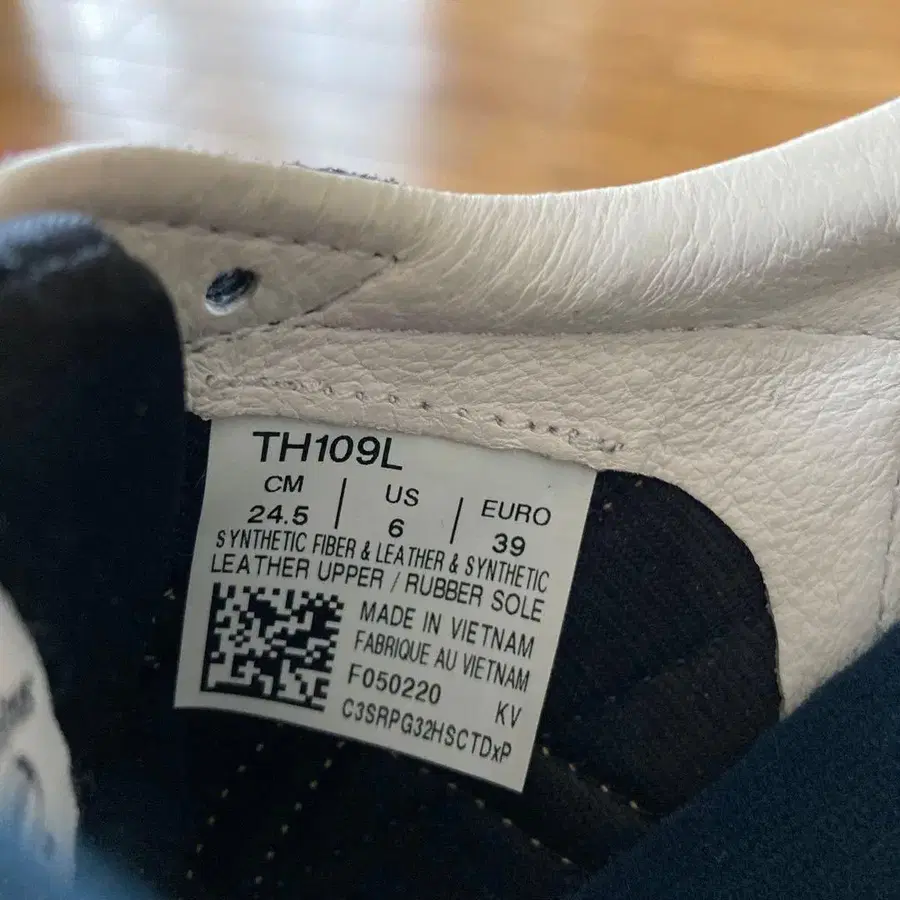 TH109L
CM | US | EURO
24.5 | 6 | 39
SYNTHETIC FIBER & LEATHER & SYNTHETIC
LEATHER UPPER / RUBBER SOLE
MADE IN VIETNAM
FABRIQUE AU VIETNAM
F050220 KV
C3SRPG32HSCTDxP